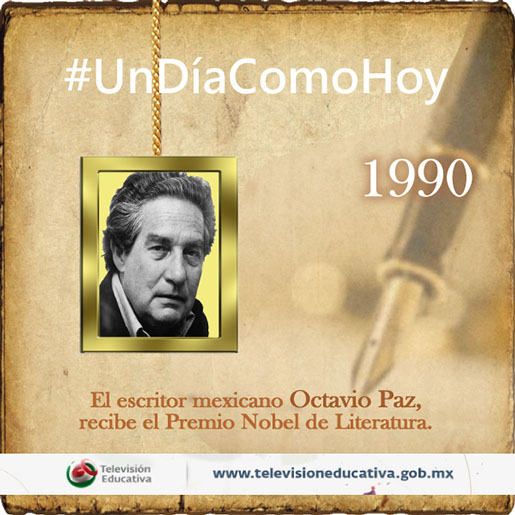 #UnDíaComoHoy
1990
El escritor mexicano Octavio Paz,
recibe el Premio Nobel de Literatura.
Televisión
Educativa
www.televisioneducativa.gob.mx